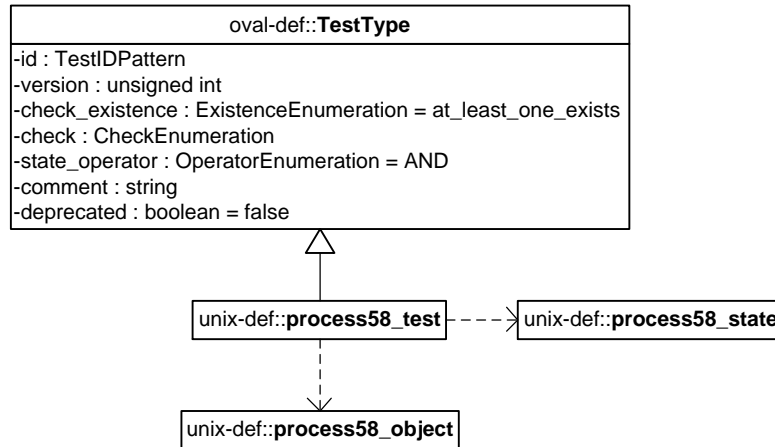 oval-def::TestType
-id : TestIDPattern
-version : unsigned int
-check_existence : ExistenceEnumeration = at_least_one_exists
-check : CheckEnumeration
-state_operator : OperatorEnumeration = AND
-comment : string
-deprecated : boolean = false
unix-def::process58_test
unix-def::process58_state
unix-def::process58_object